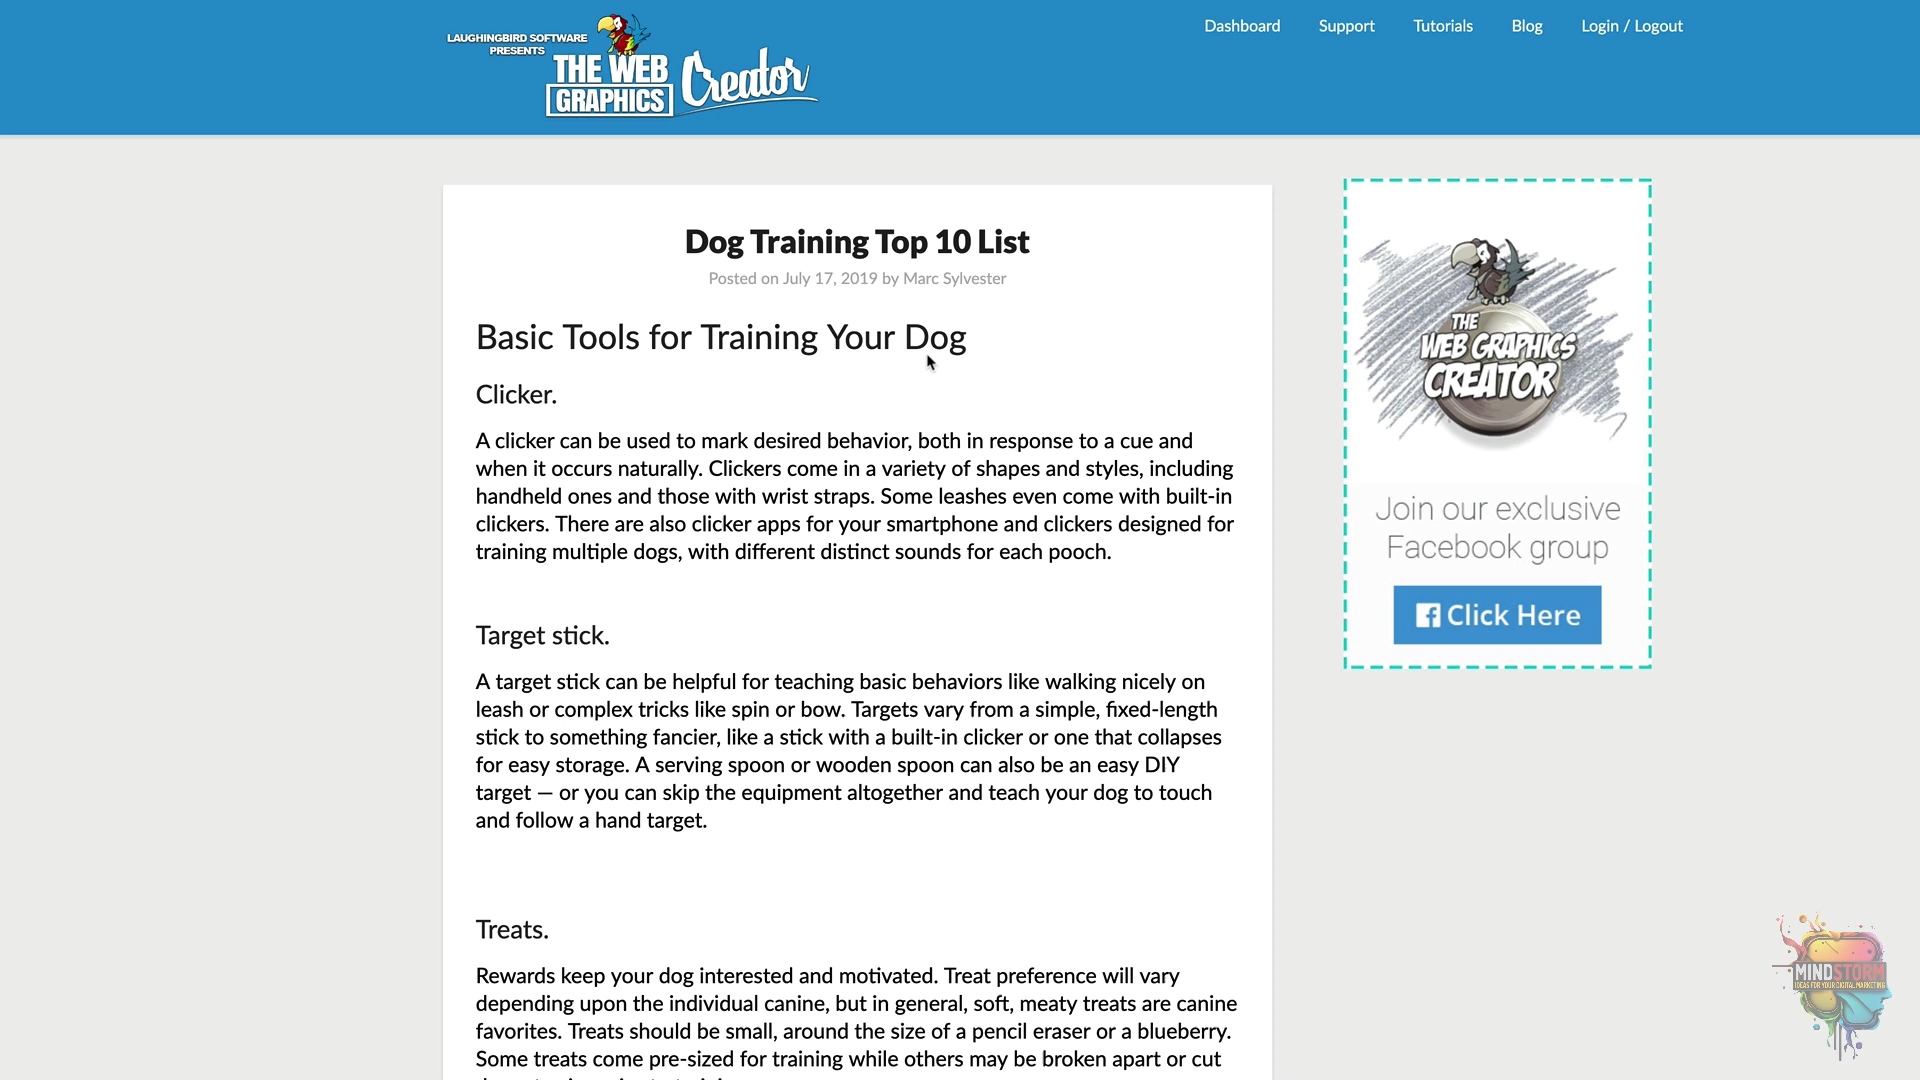 LAUGHINGBIRD SOFTWARE
PRESENTS
THE WEB
GRAPHICS
Creator
Dashboard
Support
Tutorials
Blog
Login / Logout
Dog Training Top 10 List
Posted on July 17, 2019 by Marc Sylvester
Basic Tools for Training Your Dog
Clicker.
A clicker can be used to mark desired behavior, both in response to a cue and
when it occurs naturally. Clickers come in a variety of shapes and styles, including
handheld ones and those with wrist straps. Some leashes even come with built-in
clickers. There are also clicker apps for your smartphone and clickers designed for
training multiple dogs, with different distinct sounds for each pooch.
Target stick.
A target stick can be helpful for teaching basic behaviors like walking nicely on
leash or complex tricks like spin or bow. Targets vary from a simple, fixed-length
stick to something fancier, like a stick with a built-in clicker or one that collapses
for easy storage. A serving spoon or wooden spoon can also be an easy DIY
target — or you can skip the equipment altogether and teach your dog to touch
and follow a hand target.
Treats.
Rewards keep your dog interested and motivated. Treat preference will vary
depending upon the individual canine, but in general, soft, meaty treats are canine
favorites. Treats should be small, around the size of a pencil eraser or a blueberry.
Some treats come pre-sized for training while others may be broken apart or cut
THE
WEB GRAPHICS
CREATOR
Join our exclusive
Facebook group
Click Here
MINDSTORM
IDEAS FOR YOUR DIGITAL MARKETING